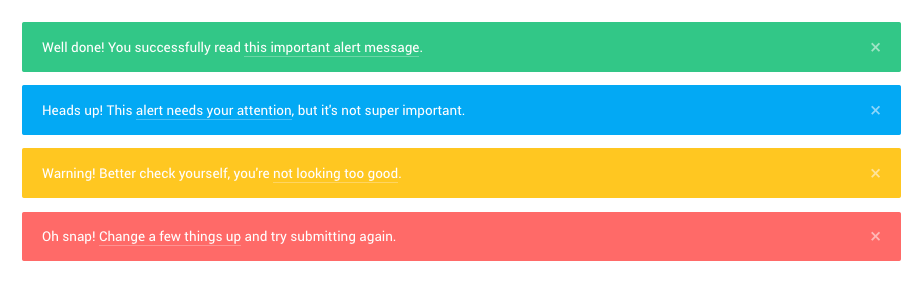 Well done! You successfully read this important alert message. ×
Heads up! This alert needs your attention, but it's not super important. ×
Warning! Better check yourself, you're not looking too good. ×
Oh snap! Change a few things up and try submitting again. ×